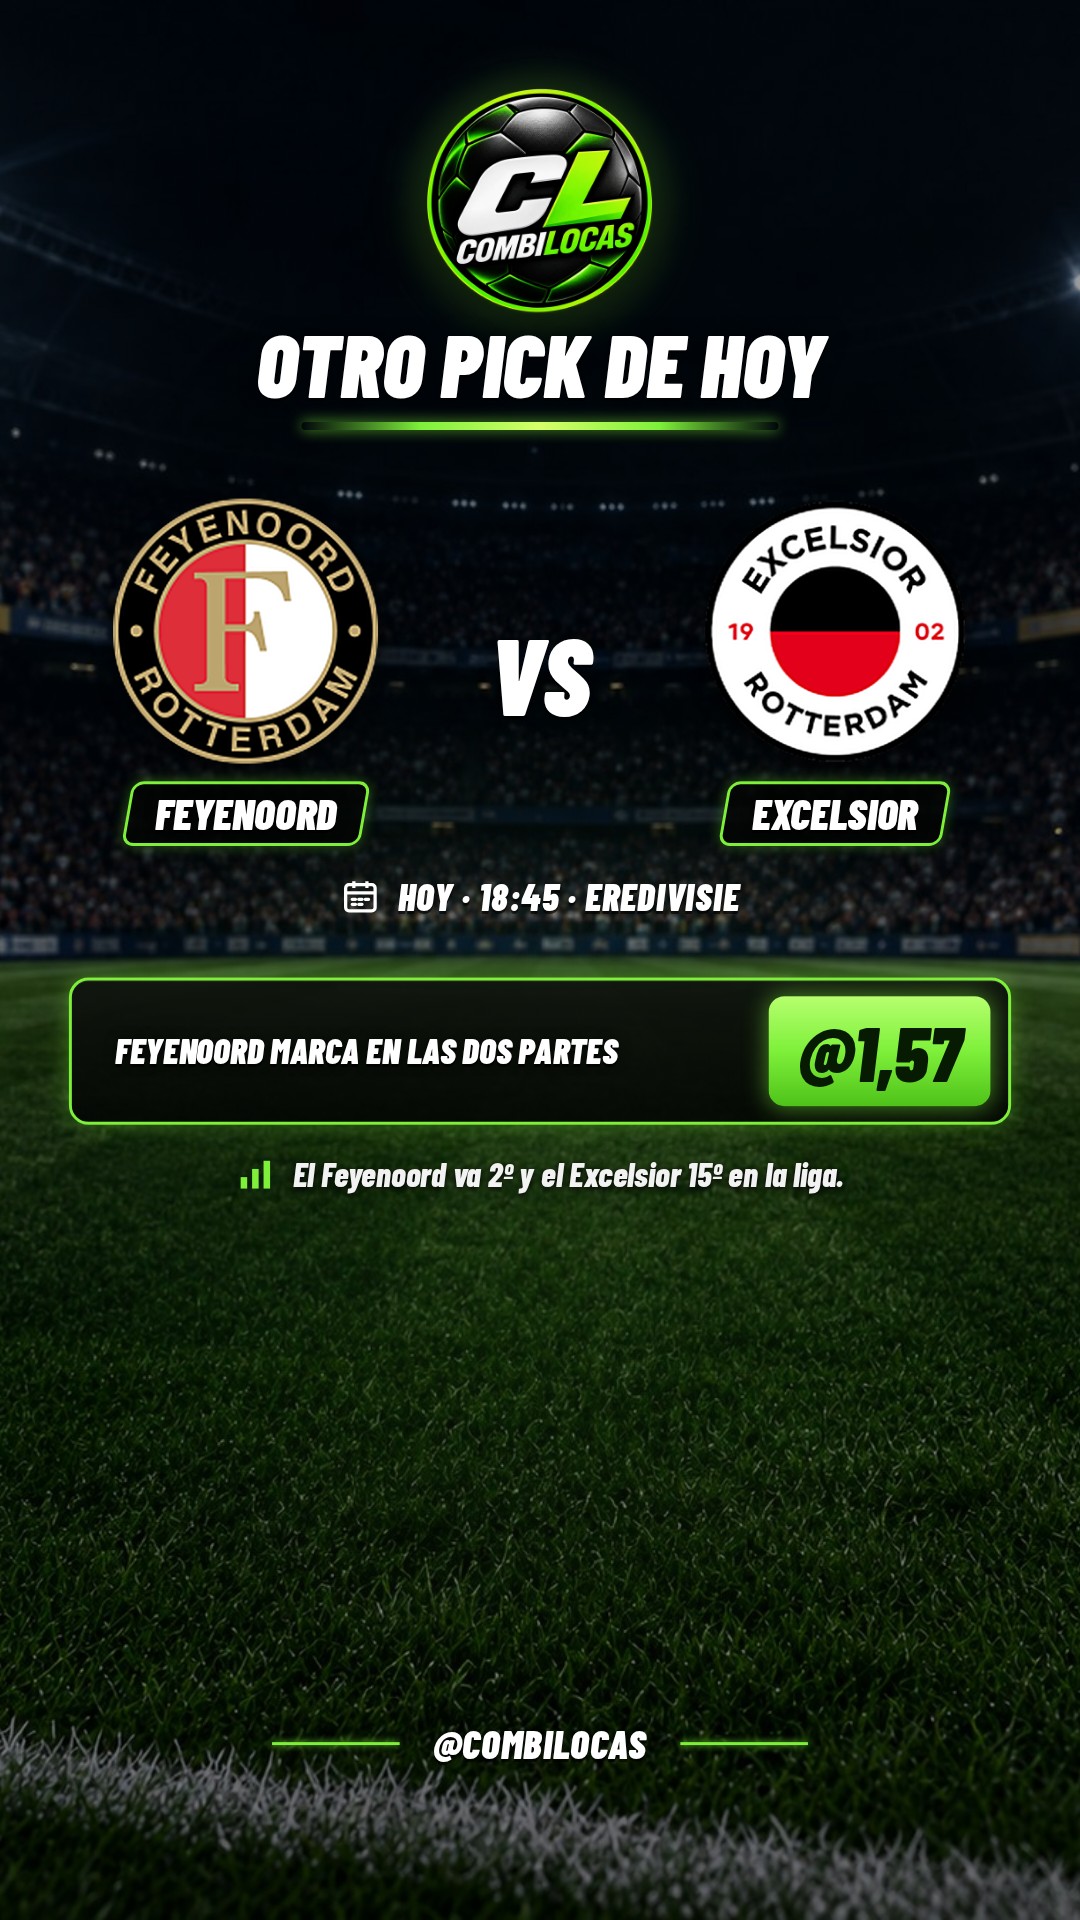 CL
COMBILOCAS
OTRO PICK DE HOY
FEYENOORD
F
ROTTERDAM
VS
EXCELSIOR
19 02
ROTTERDAM
FEYENOORD
EXCELSIOR
HOY · 18:45 · EREDIVISIE
FEYENOORD MARCA EN LAS DOS PARTES
@1,57
El Feyenoord va 2º y el Excelsior 15º en la liga.
@COMBILOCAS